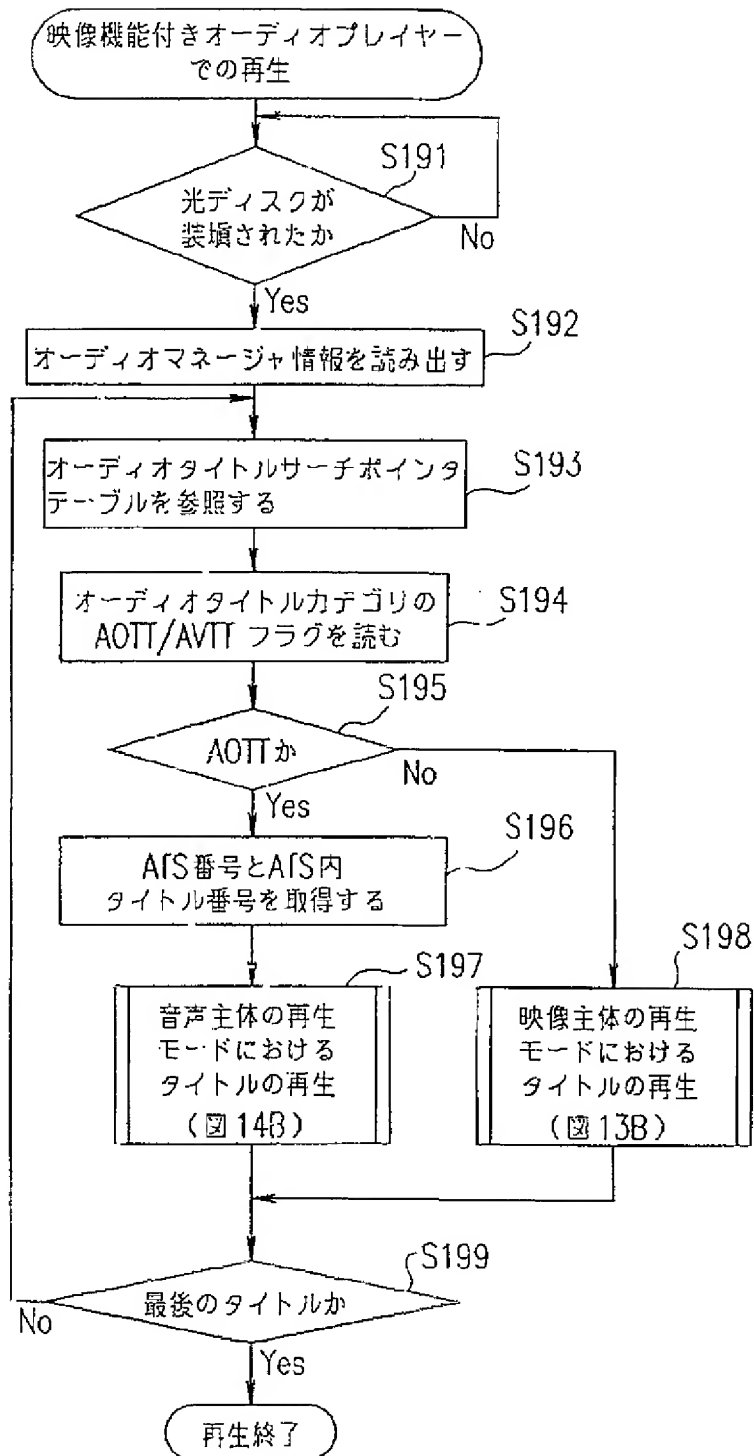 映像機能付きオーディオプレイヤー
での再生
S191
光ディスクが
装填されたか
No
Yes
S192
オーディオマネージャ情報を読み出す
S193
オーディオタイトルサーチポインタ
テーブルを参照する
S194
オーディオタイトルカテゴリの
AOTT/AVTT フラグを読む
S195
AOTTか
No
Yes
S196
ATS番号とATS内
タイトル番号を取得する
S197
音声主体の再生
モードにおける
タイトルの再生
(図14B)
S198
映像主体の再生
モードにおける
タイトルの再生
(図13B)
S199
最後のタイトルか
No
Yes
再生終了